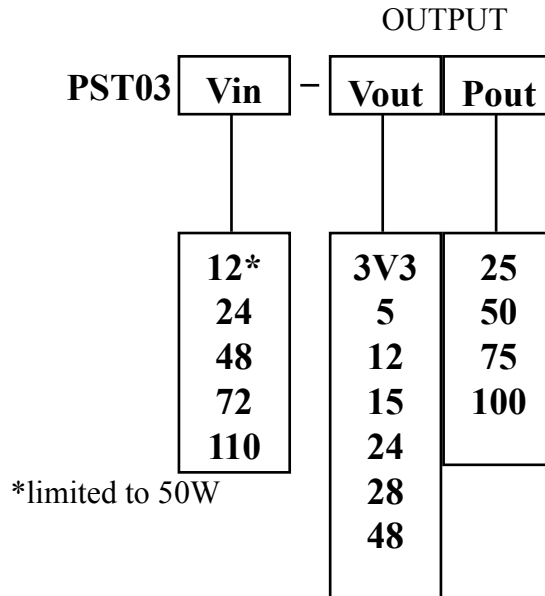 OUTPUT
PST03 Vin – Vout Pout
12* 3V3 25
24 5 50
48 12 75
72 15 100
110 24
*limited to 50W 28
48